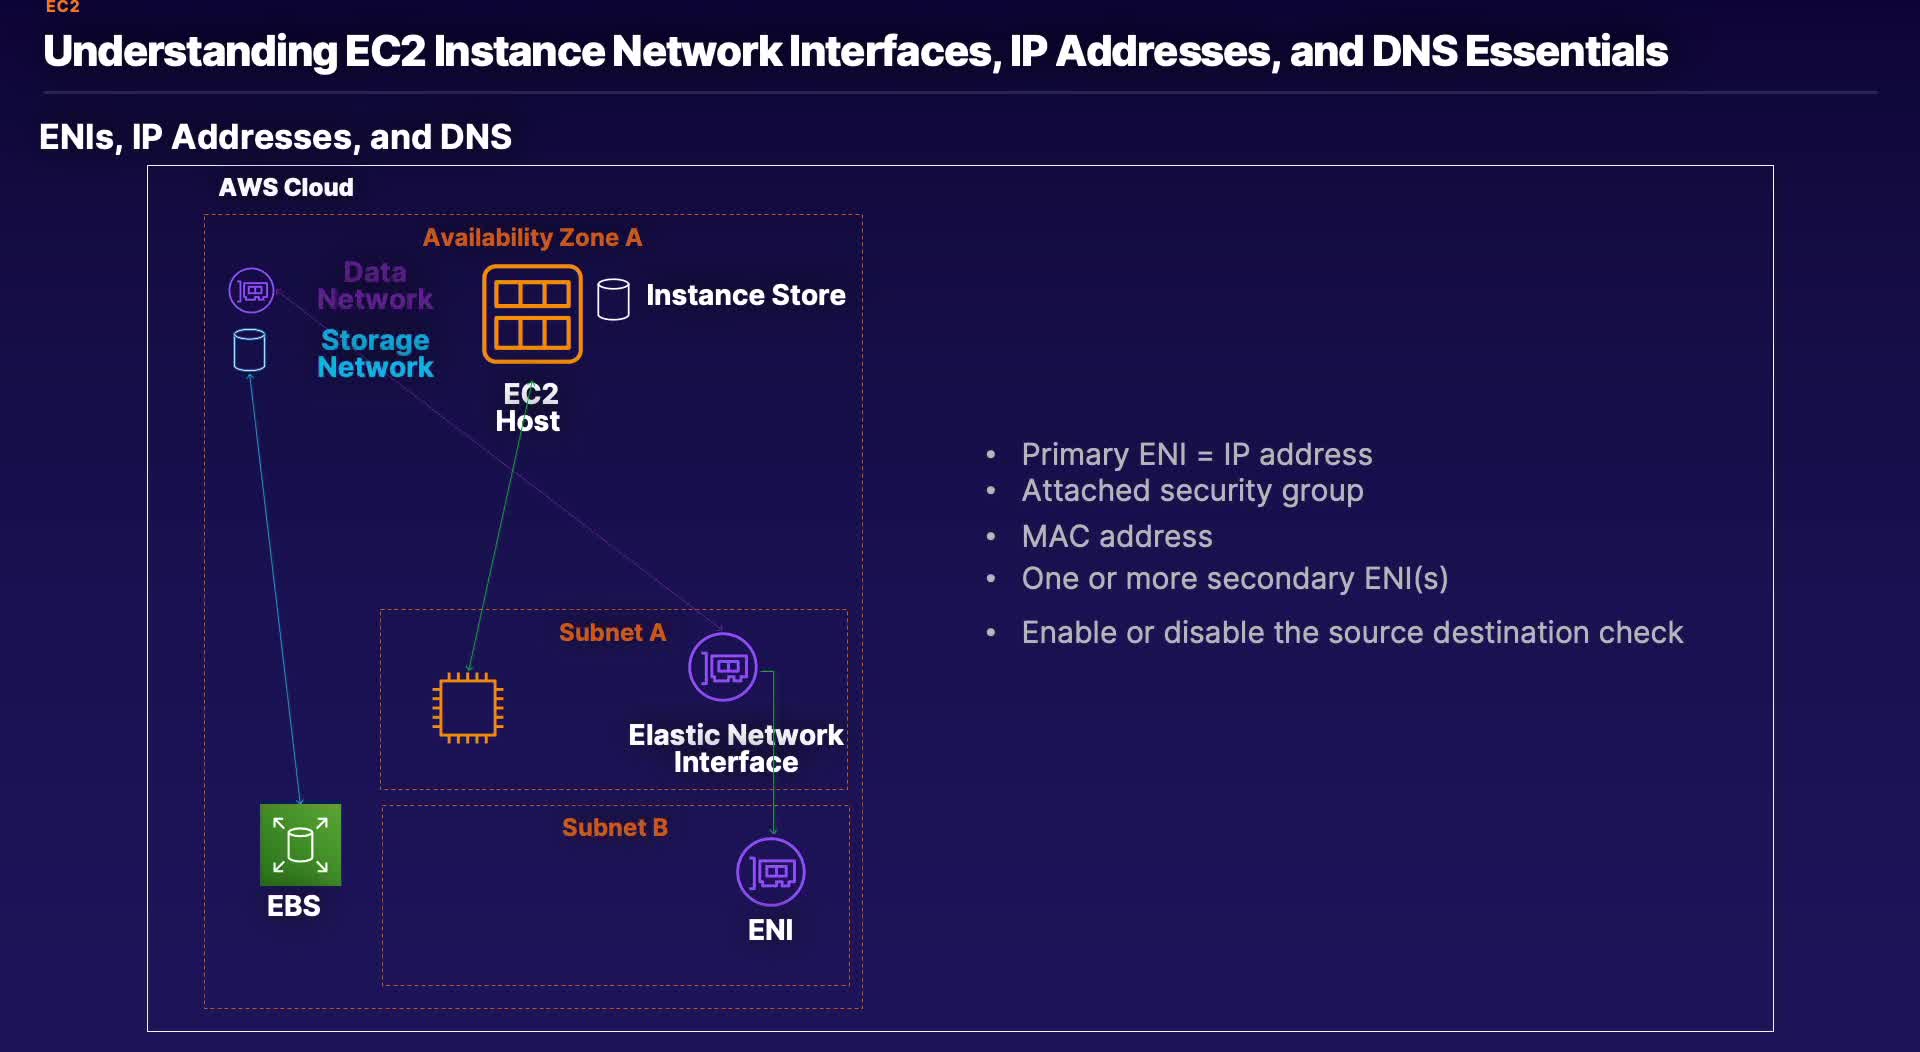 EC2
Understanding EC2 Instance Network Interfaces, IP Addresses, and DNS Essentials
ENIs, IP Addresses, and DNS
AWS Cloud
Availability Zone A
Data
Network
Storage
Network
EC2
Host
Instance Store
Subnet A
Elastic Network
Interface
Subnet B
EBS
ENI
• Primary ENI = IP address
• Attached security group
• MAC address
• One or more secondary ENI(s)
• Enable or disable the source destination check